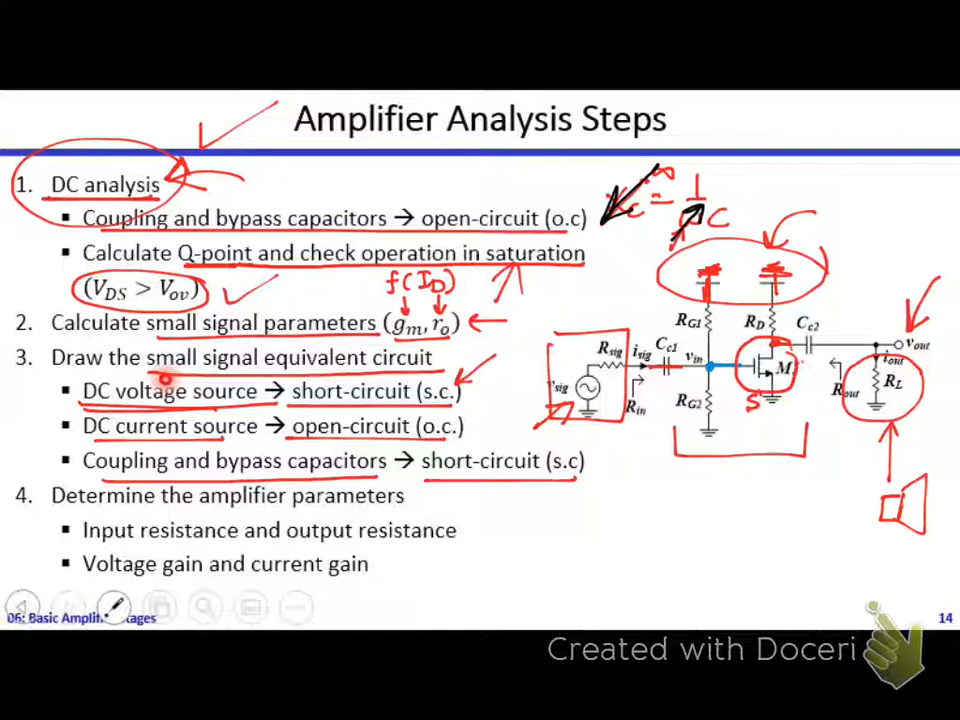 Amplifier Analysis Steps
1. DC analysis
▪ Coupling and bypass capacitors → open-circuit (o.c)
▪ Calculate Q-point and check operation in saturation
(V_DS > V_ov)
f(I_D)
2. Calculate small signal parameters (g_m, r_o)
3. Draw the small signal equivalent circuit
▪ DC voltage source → short-circuit (s.c.)
▪ DC current source → open-circuit (o.c.)
▪ Coupling and bypass capacitors → short-circuit (s.c)
4. Determine the amplifier parameters
▪ Input resistance and output resistance
▪ Voltage gain and current gain
∞
= 1
C
R_G1
R_D
C_c2
v_out
R_sig
i_sig
C_c1
v_in
M
i_out
v_sig
R_in
R_G2
S
R_out
R_L
06: Basic Amplifi tages
14
Created with Doceri